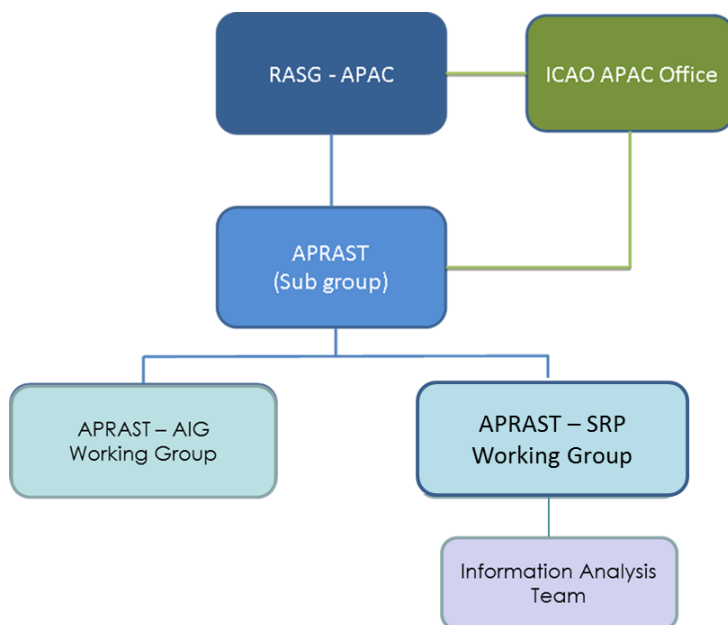 RASG - APAC
ICAO APAC Office
APRAST
(Sub group)
APRAST – AIG
Working Group
APRAST – SRP
Working Group
Information Analysis
Team